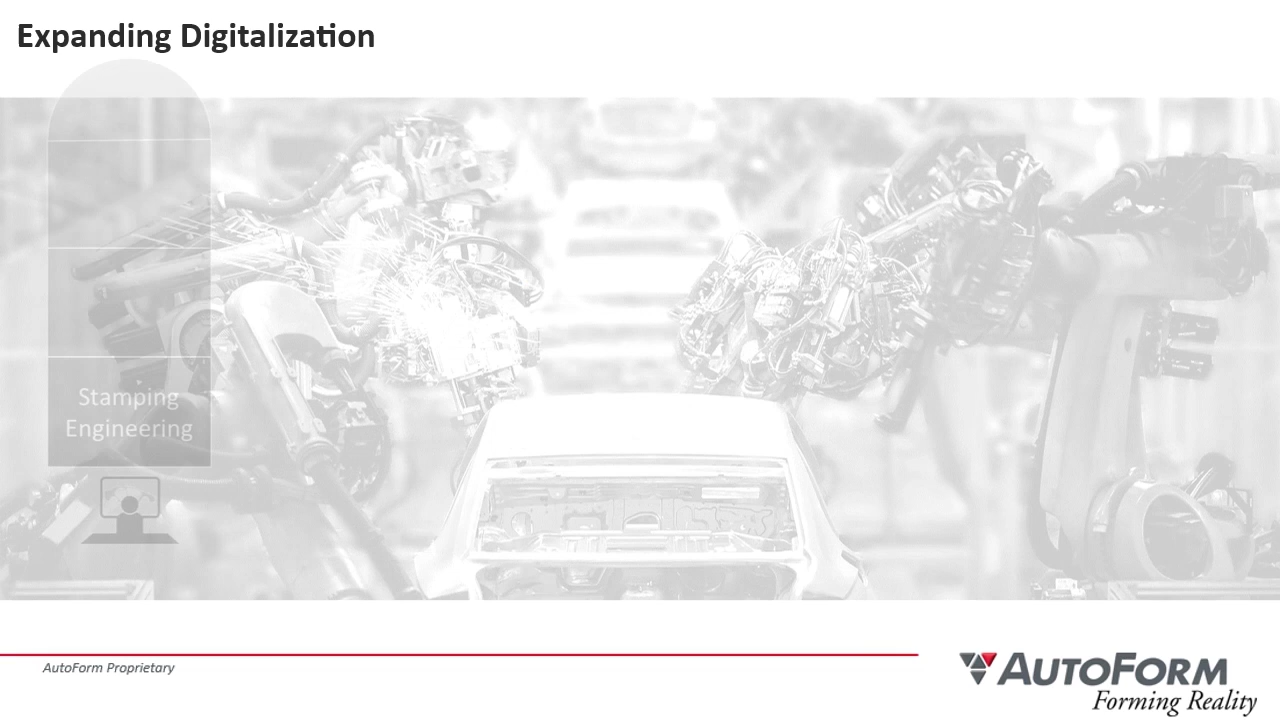 Expanding Digitalization
Stamping
Engineering
AutoForm Proprietary
AUTOFORM
Forming Reality